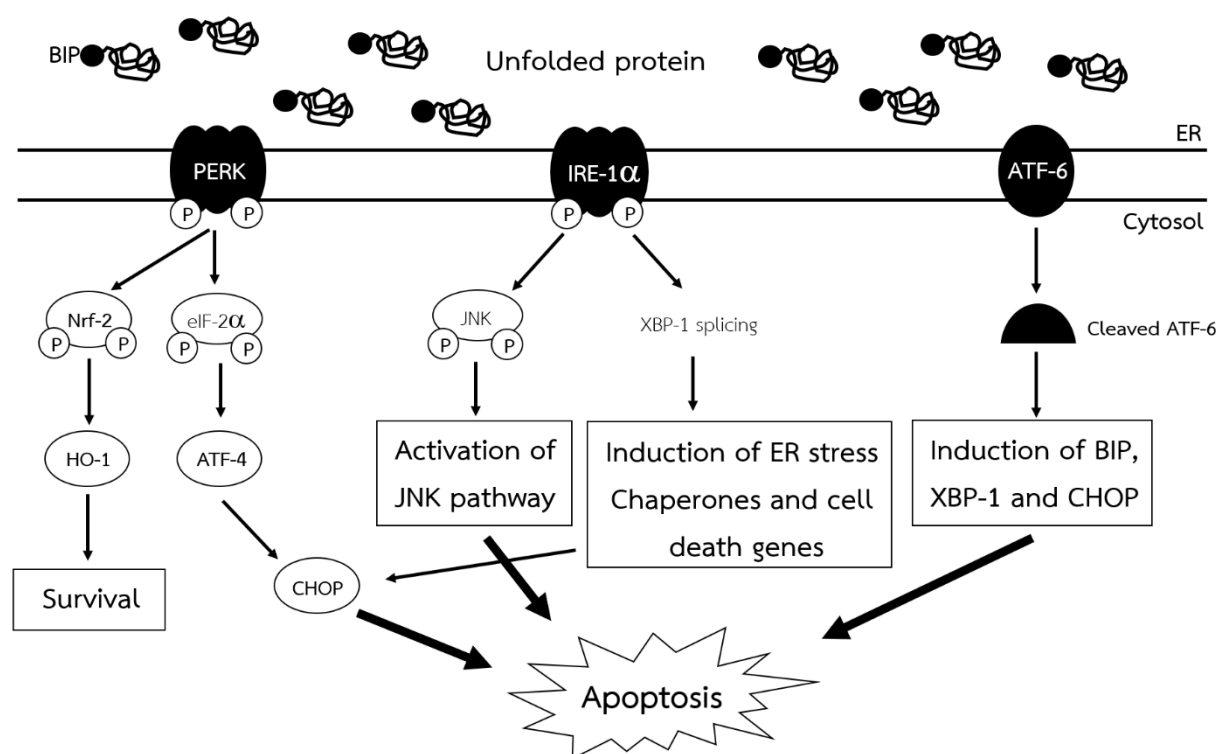 BIP
Unfolded protein
ER
PERK
IRE-1α
ATF-6
P
P
P
P
Cytosol
Nrf-2
eIF-2α
JNK
XBP-1 splicing
Cleaved ATF-6
P
P
P
P
P
P
HO-1
ATF-4
Activation of
JNK pathway
Induction of ER stress
Chaperones and cell
death genes
Induction of BIP,
XBP-1 and CHOP
Survival
CHOP
Apoptosis